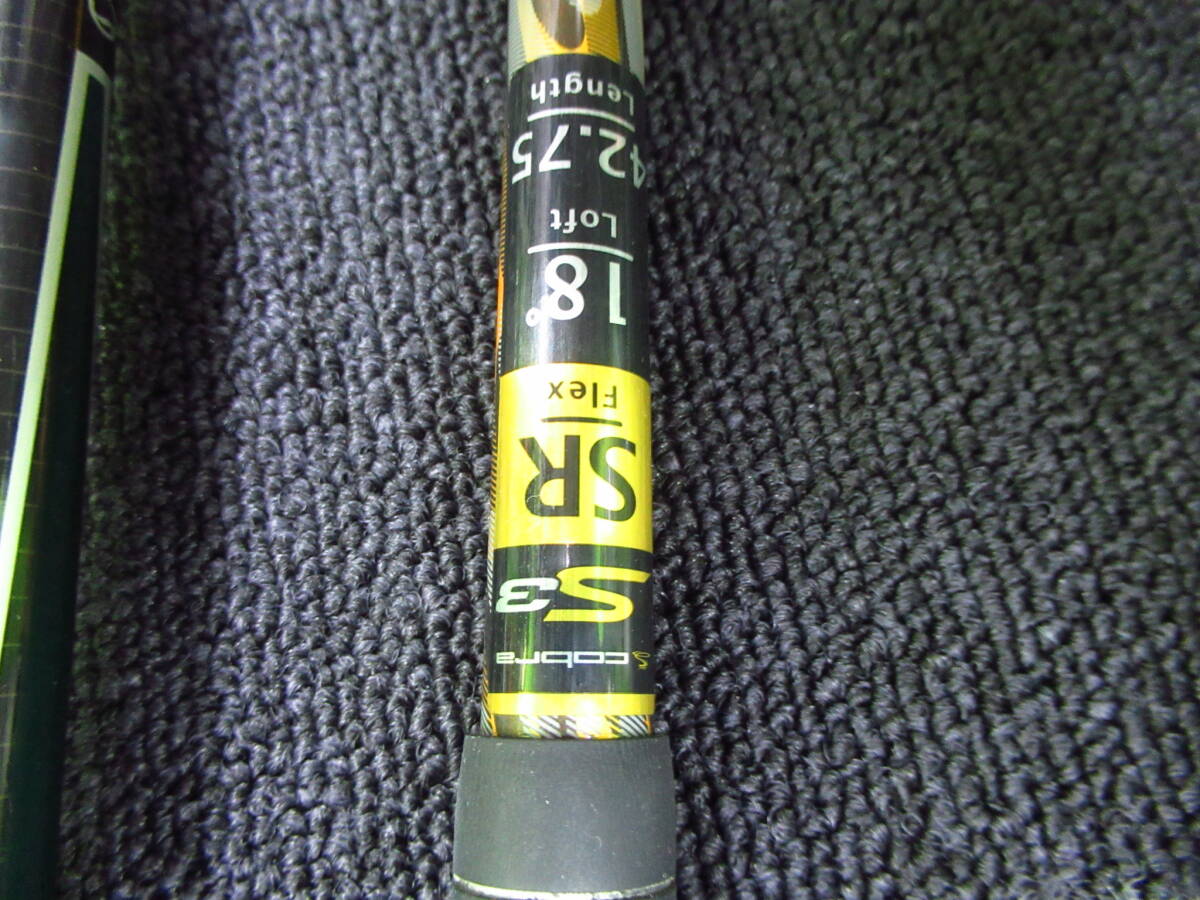 cobra
S3
SR
Flex
18°
Loft
42.75
Length